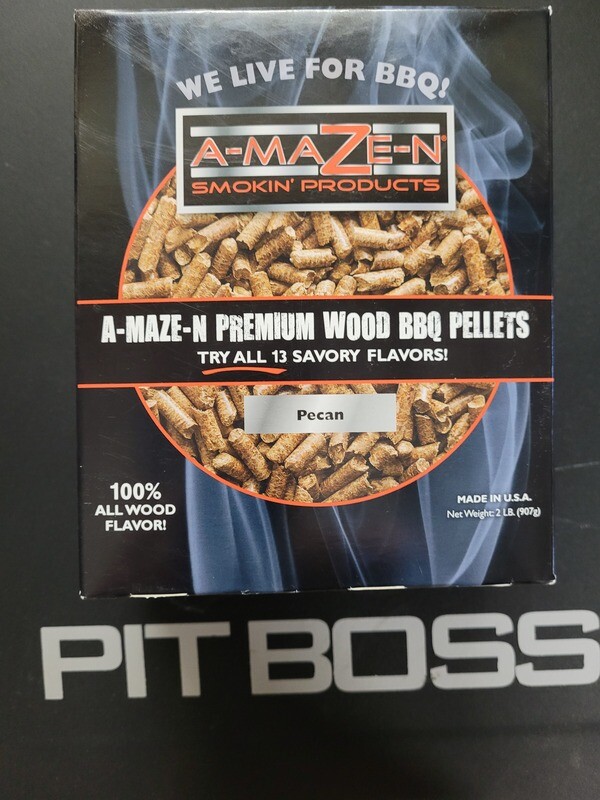 WE LIVE FOR BBQ!
A-MAZE-N®
SMOKIN' PRODUCTS
A-MAZE-N PREMIUM WOOD BBQ PELLETS
TRY ALL 13 SAVORY FLAVORS!
Pecan
100%
ALL WOOD
FLAVOR!
MADE IN U.S.A.
Net Weight: 2 LB. (907g)
PIT BOSS